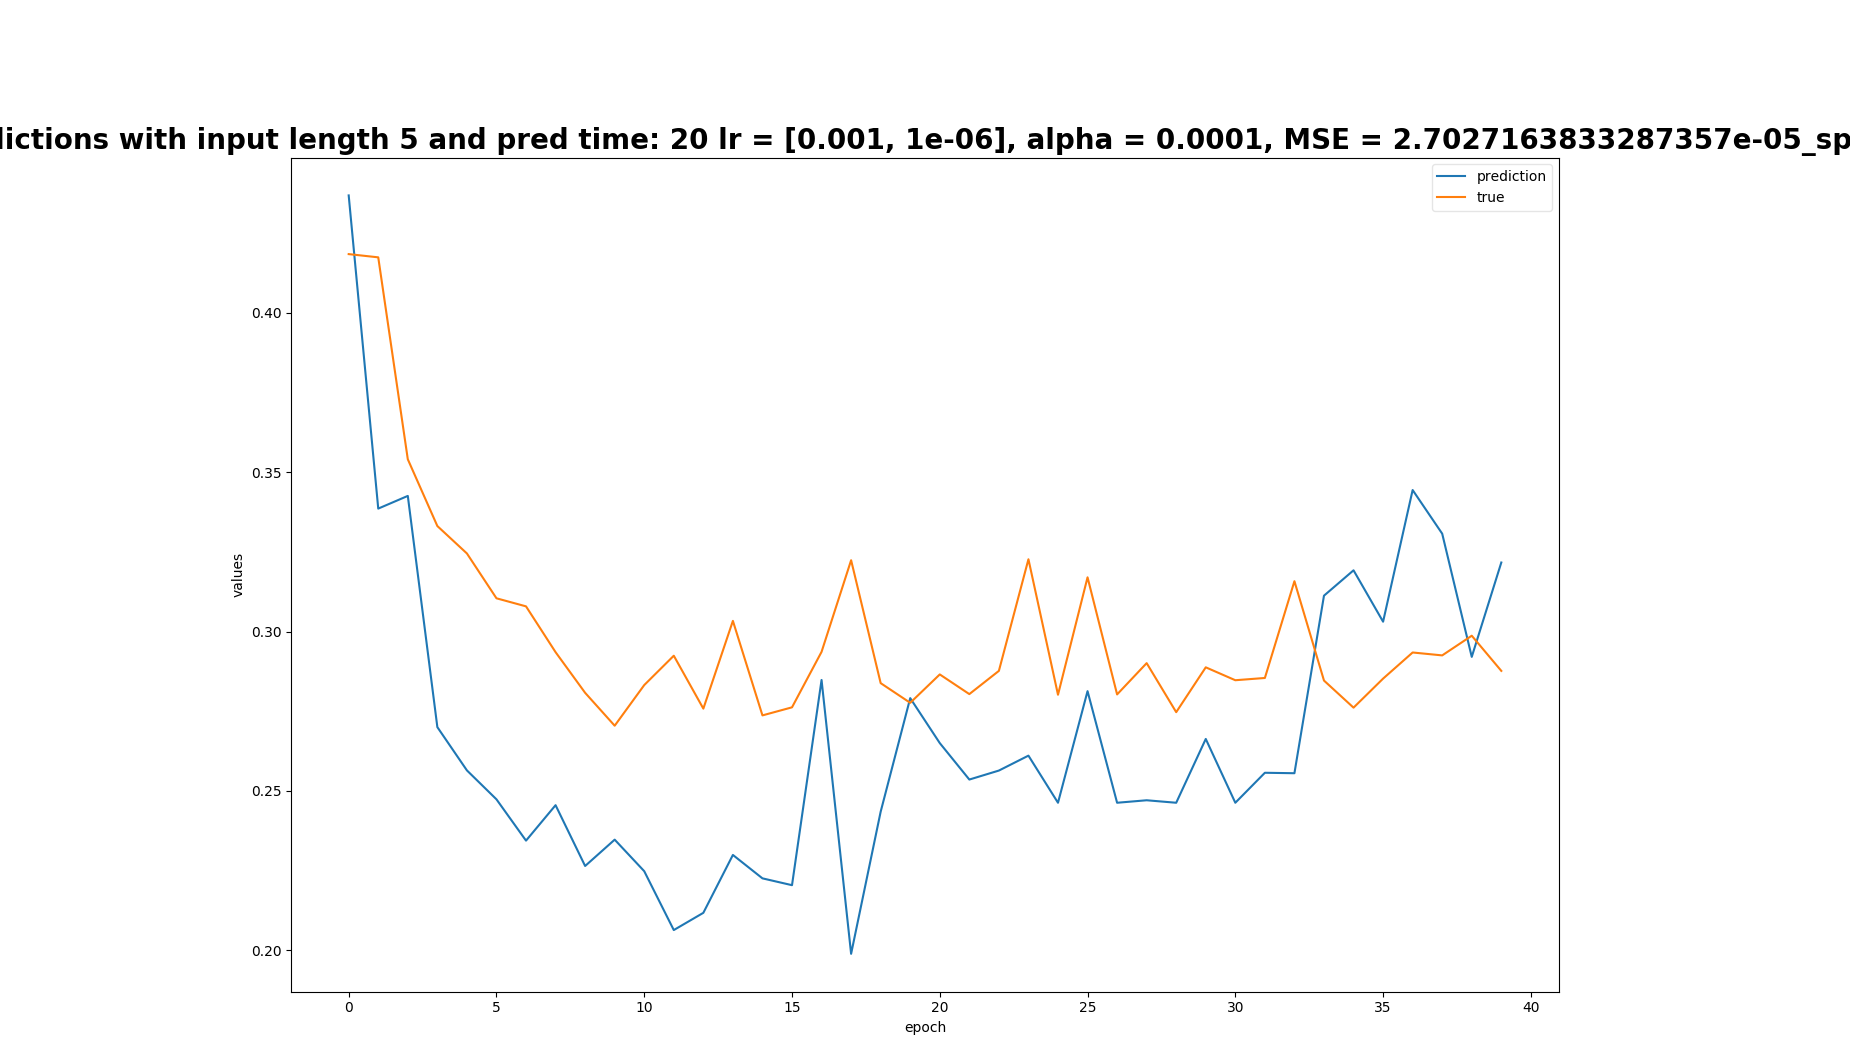 with input length 5 and pred time: 20 lr = [0.001, 1e-06], alpha = 0.0001, MSE = 2.7027163833287357e-05_sp
prediction
true
0.40
0.35
0.30
0.25
0.20
values
0
5
10
15
20
25
30
35
40
epoch